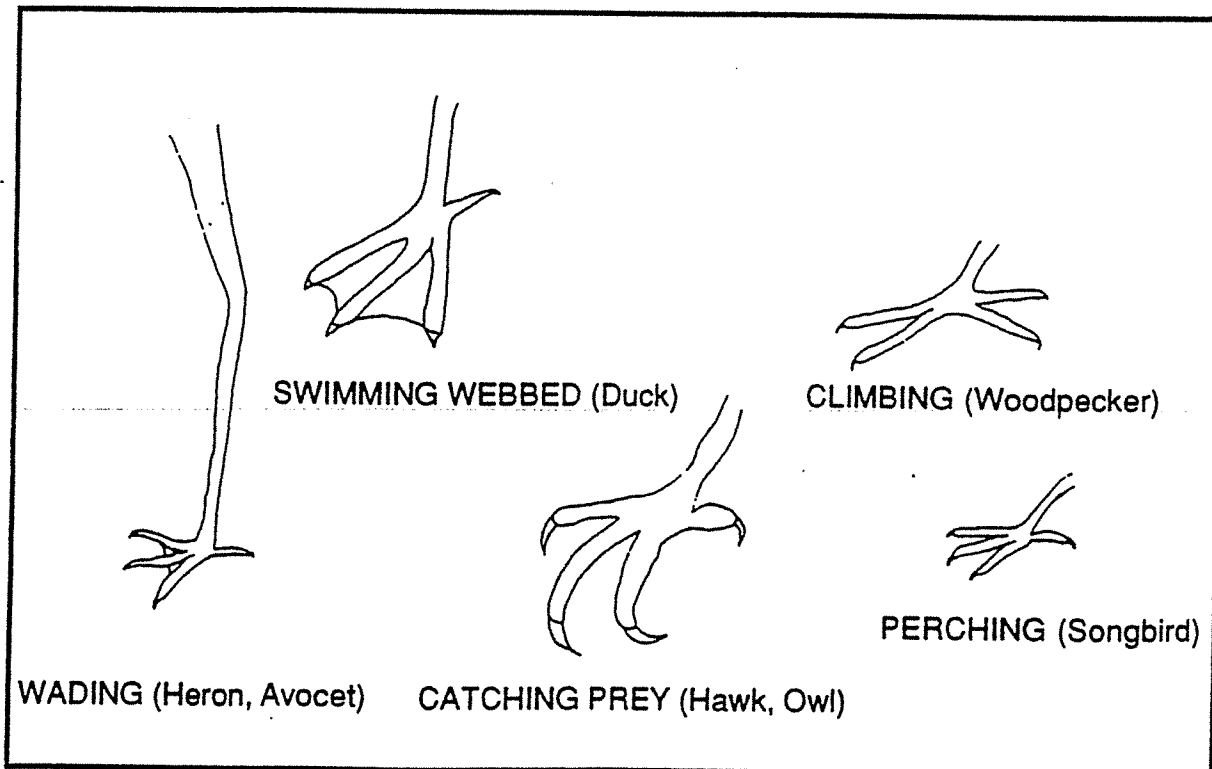 SWIMMING WEBBED (Duck)
CLIMBING (Woodpecker)
PERCHING (Songbird)
WADING (Heron, Avocet)
CATCHING PREY (Hawk, Owl)